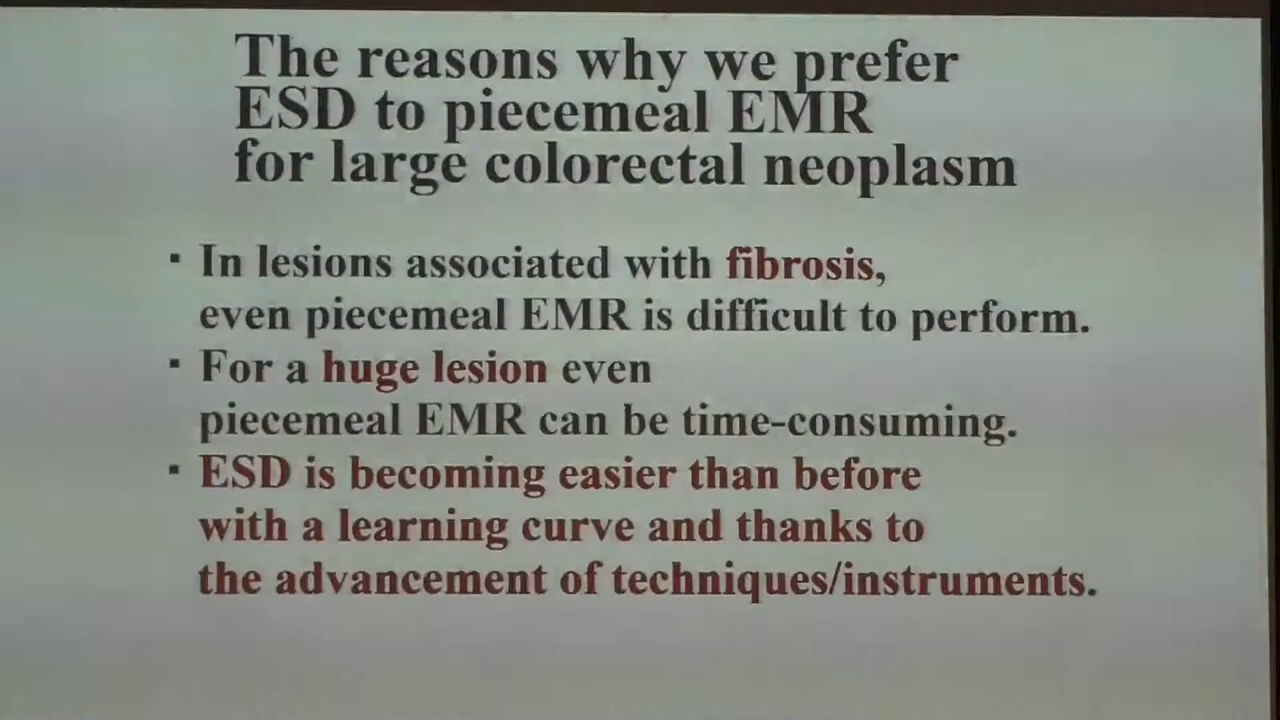 The reasons why we prefer
ESD to piecemeal EMR
for large colorectal neoplasm
▪ In lesions associated with fibrosis,
even piecemeal EMR is difficult to perform.
▪ For a huge lesion even
piecemeal EMR can be time-consuming.
▪ ESD is becoming easier than before
with a learning curve and thanks to
the advancement of techniques/instruments.